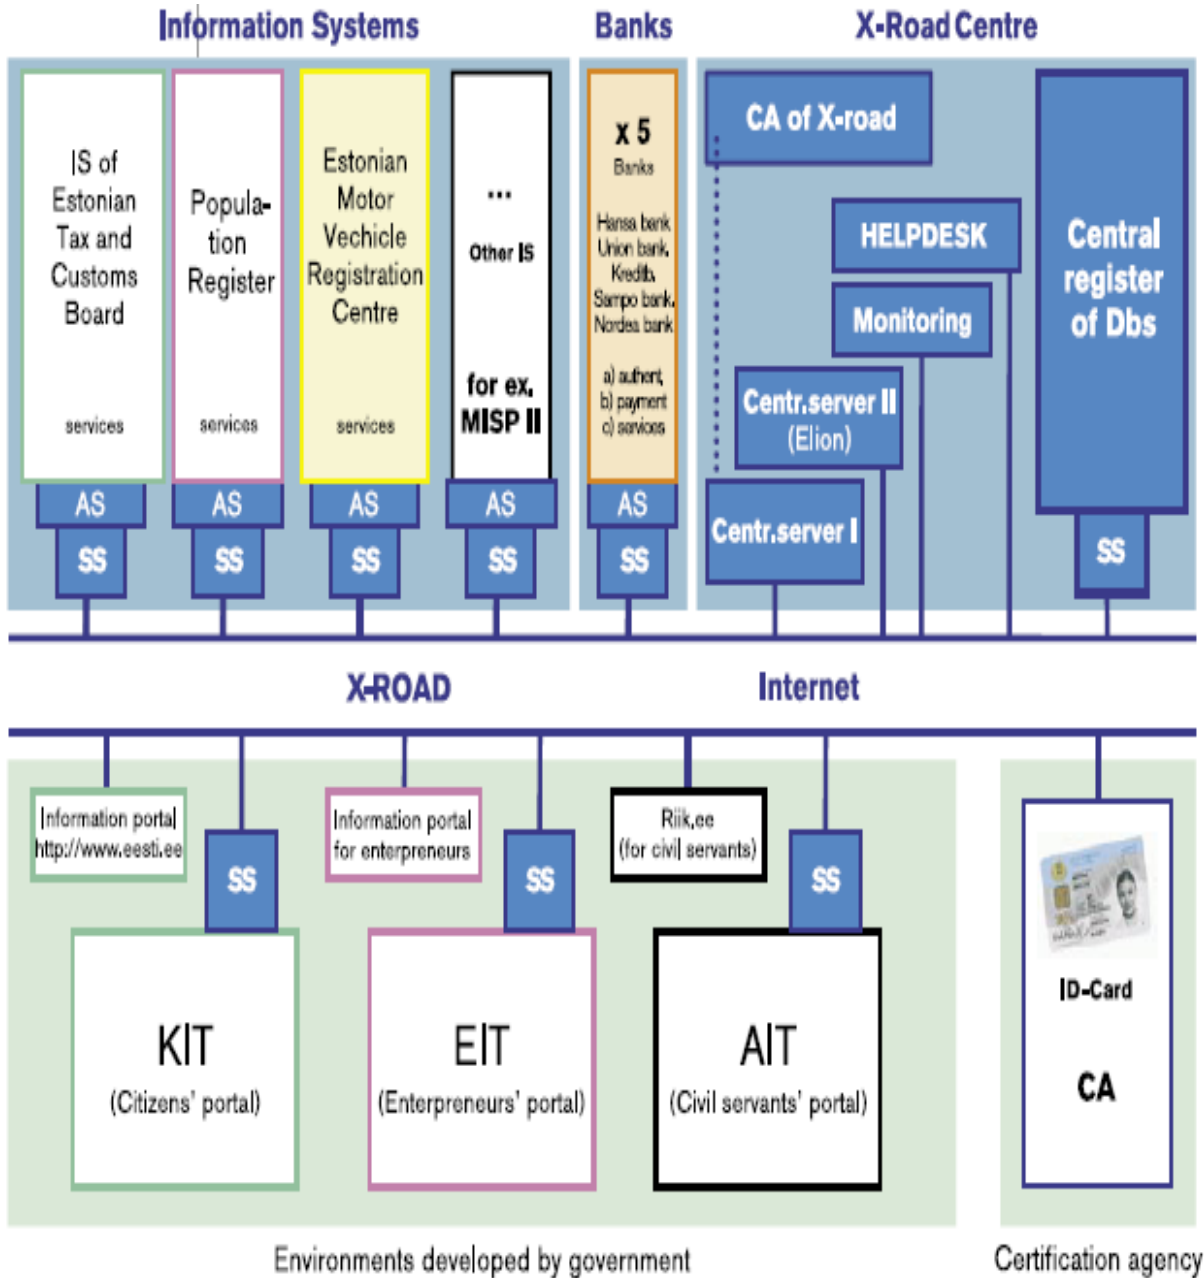 Information Systems
Banks
X-Road Centre
IS of
Estonian
Tax and
Customs
Board
services
Popula-
tion
Register
services
Estonian
Motor
Vechicle
Registration
Centre
services
...
Other IS
for ex.
MISP II
x 5
Banks
Hansa bank
Union bank,
Kreditb.
Sampo bank,
Nordea bank
a) authent,
b) payment
c) services
CA of X-road
HELPDESK
Monitoring
Centr.server II
(Elion)
Centr.server I
Central
register
of Dbs
AS
AS
AS
AS
AS
SS
SS
SS
SS
SS
SS
X-ROAD
Internet
Information portal
http://www.eesti.ee
SS
Information portal
for enterpreneurs
SS
Riik.ee
(for civil servants)
SS
KIT
(Citizens' portal)
EIT
(Enterpreneurs' portal)
AIT
(Civil servants' portal)
ID-Card
CA
Environments developed by government
Certification agency